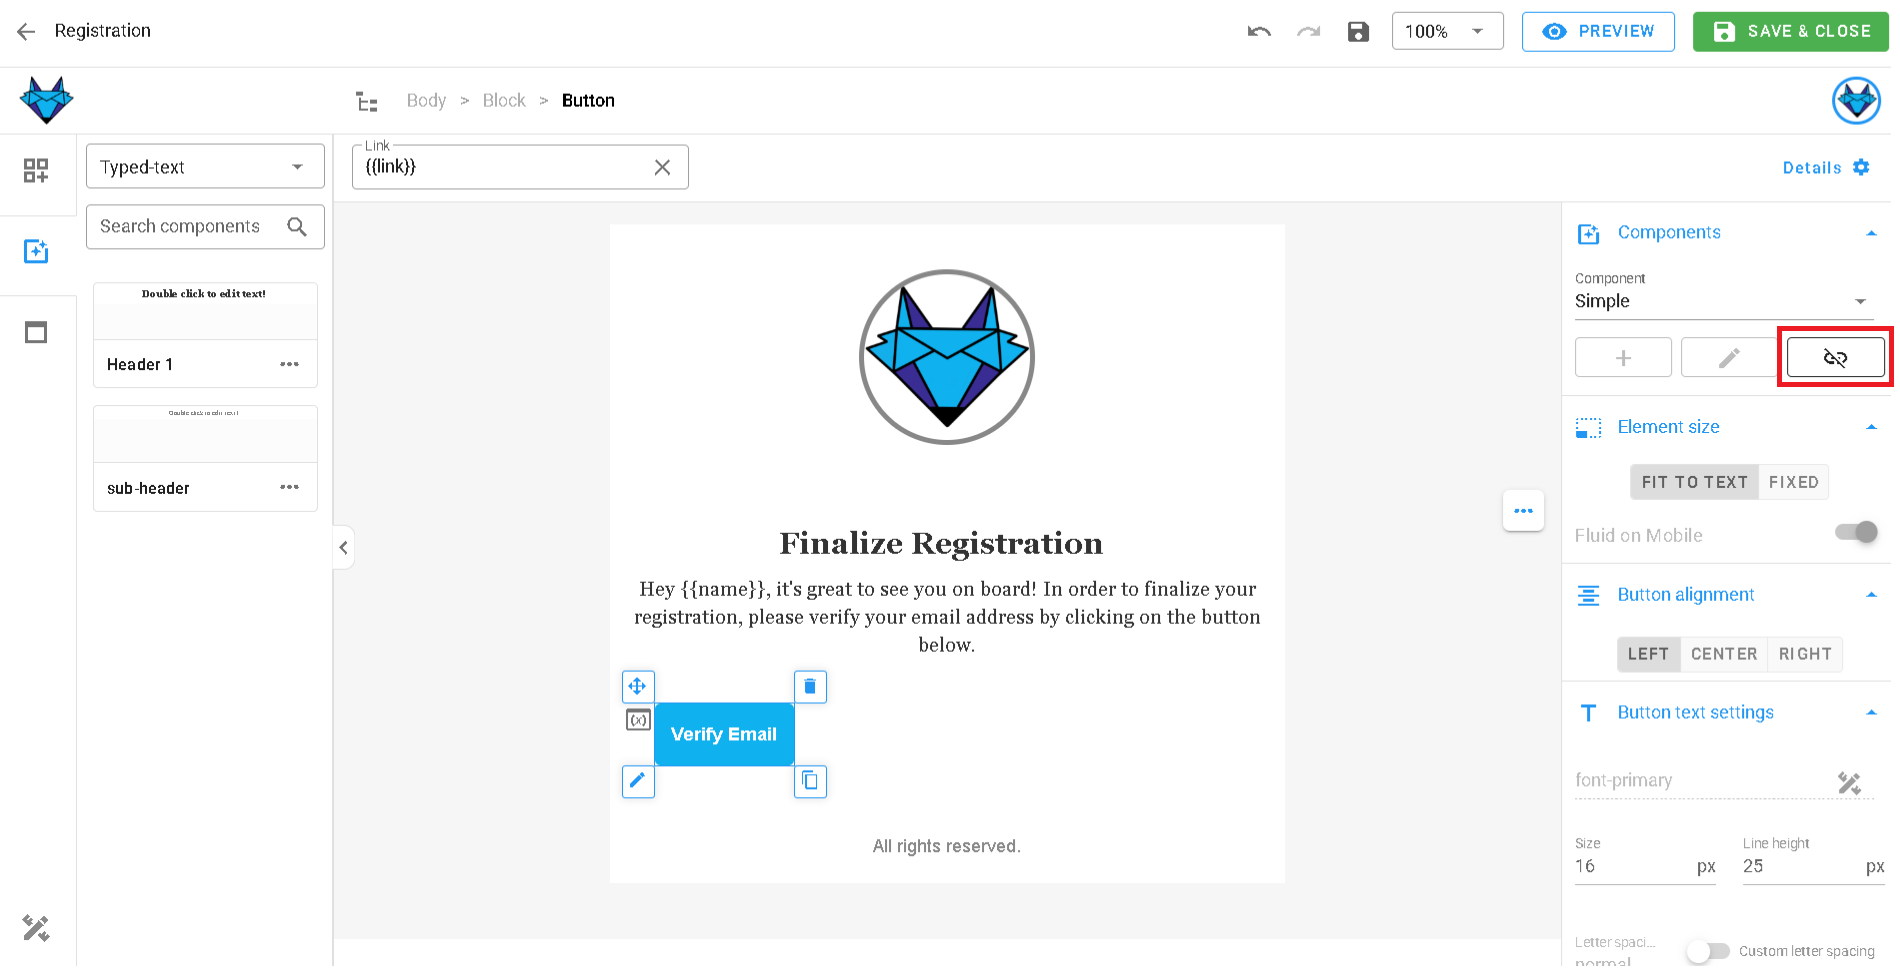 Registration
100%
PREVIEW
SAVE & CLOSE
Body > Block > Button
Typed-text
Link
{{link}}
Details
Search components
Double click to edit text!
Header 1
Double click to edit text!
sub-header
Finalize Registration
Hey {{name}}, it's great to see you on board! In order to finalize your
registration, please verify your email address by clicking on the button
below.
(x)
Verify Email
All rights reserved.
Components
Component
Simple
Element size
FIT TO TEXT FIXED
Fluid on Mobile
Button alignment
LEFT CENTER RIGHT
Button text settings
font-primary
Size Line height
16 px 25 px
Letter spaci... Custom letter spacing
normal